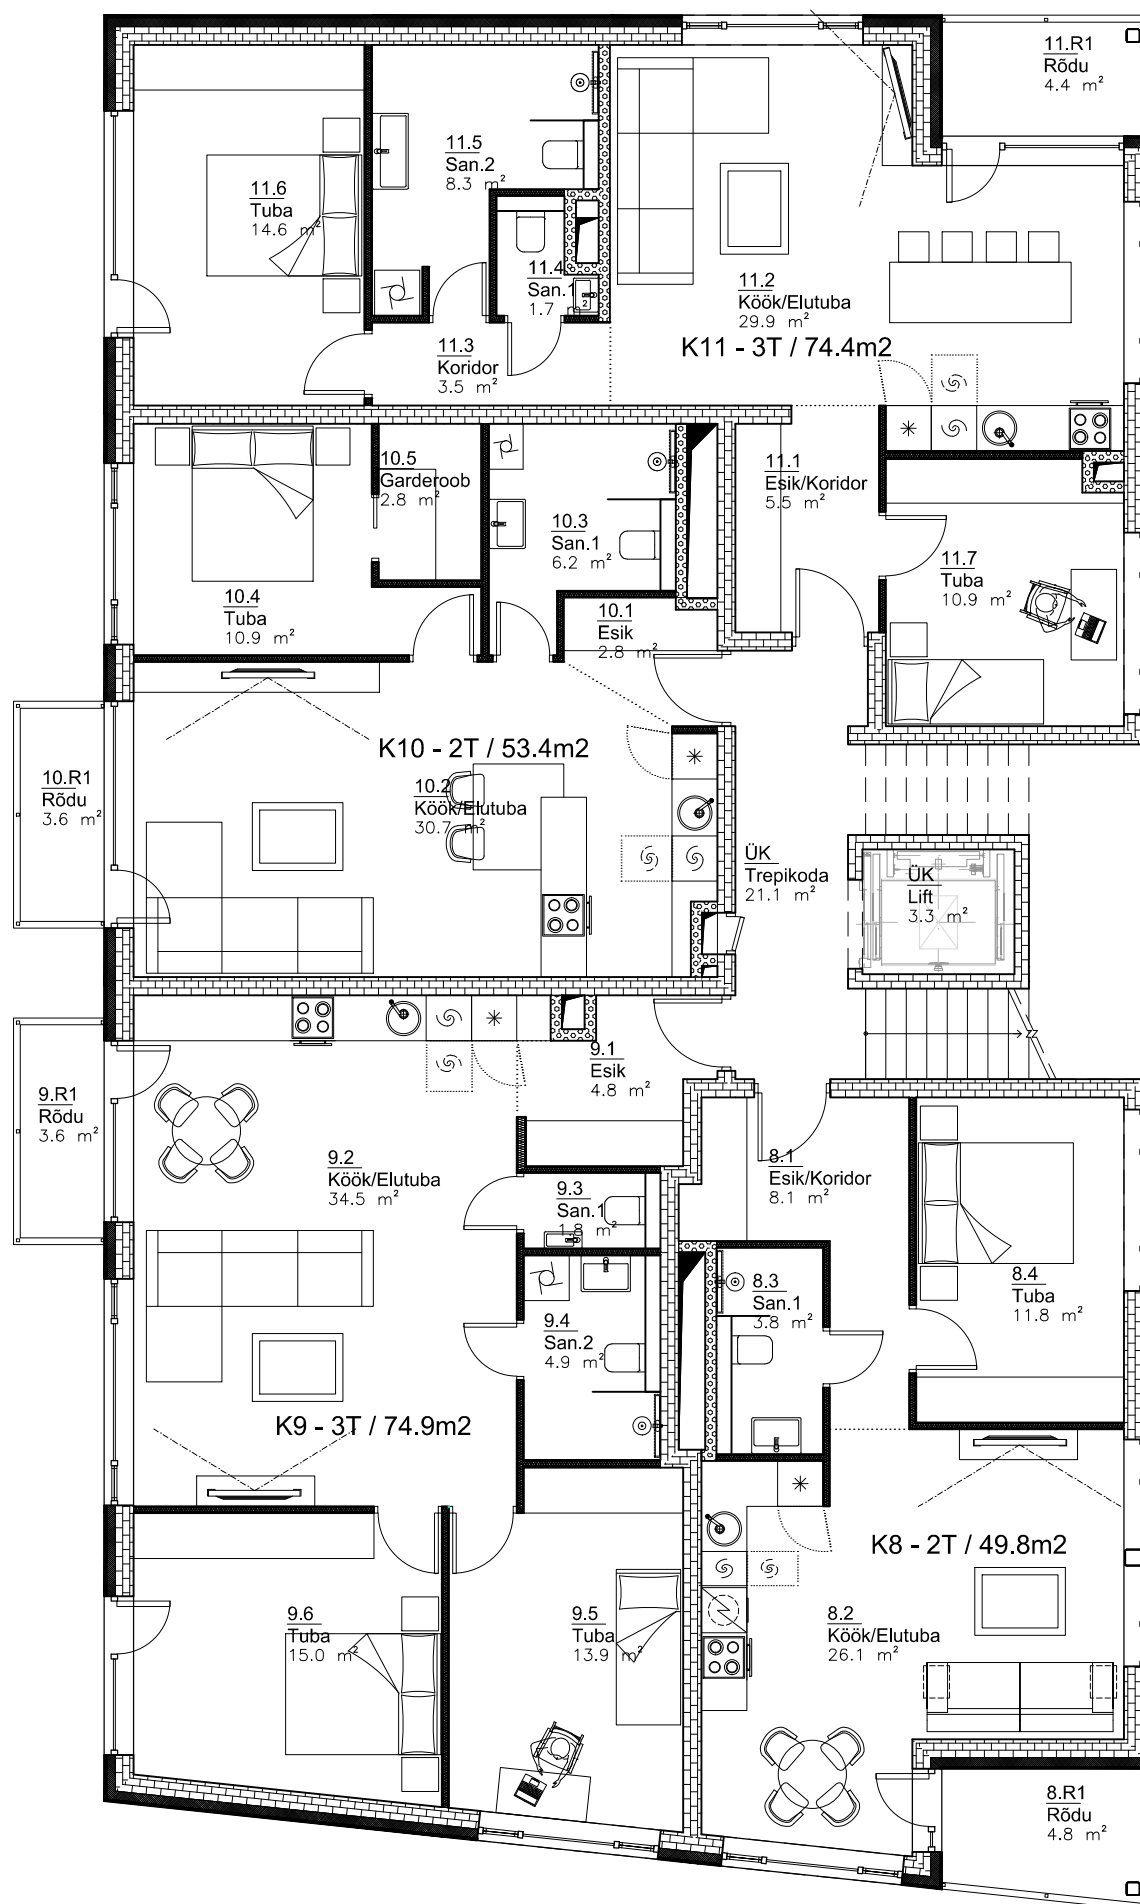 11.R1
Rõdu
4.4 m²
11.5
San.2
8.3 m²
11.6
Tuba
14.6 m²
11.4
San.1
1.7 m²
11.2
Köök/Elutuba
29.9 m²
K11 - 3T / 74.4m2
11.3
Koridor
3.5 m²
10.5
Garderoob
2.8 m²
11.1
Esik/Koridor
5.5 m²
10.3
San.1
6.2 m²
11.7
Tuba
10.9 m²
10.4
Tuba
10.9 m²
10.1
Esik
2.8 m²
K10 - 2T / 53.4m2
10.R1
Rõdu
3.6 m²
10.2
Köök/Elutuba
30.7 m²
ÜK
Trepikoda
21.1 m²
ÜK
Lift
3.3 m²
9.1
Esik
4.8 m²
9.R1
Rõdu
3.6 m²
9.2
Köök/Elutuba
34.5 m²
9.3
San.1
1.8 m²
8.1
Esik/Koridor
8.1 m²
8.3
San.1
3.8 m²
8.4
Tuba
11.8 m²
9.4
San.2
4.9 m²
K9 - 3T / 74.9m2
K8 - 2T / 49.8m2
9.6
Tuba
15.0 m²
9.5
Tuba
13.9 m²
8.2
Köök/Elutuba
26.1 m²
8.R1
Rõdu
4.8 m²